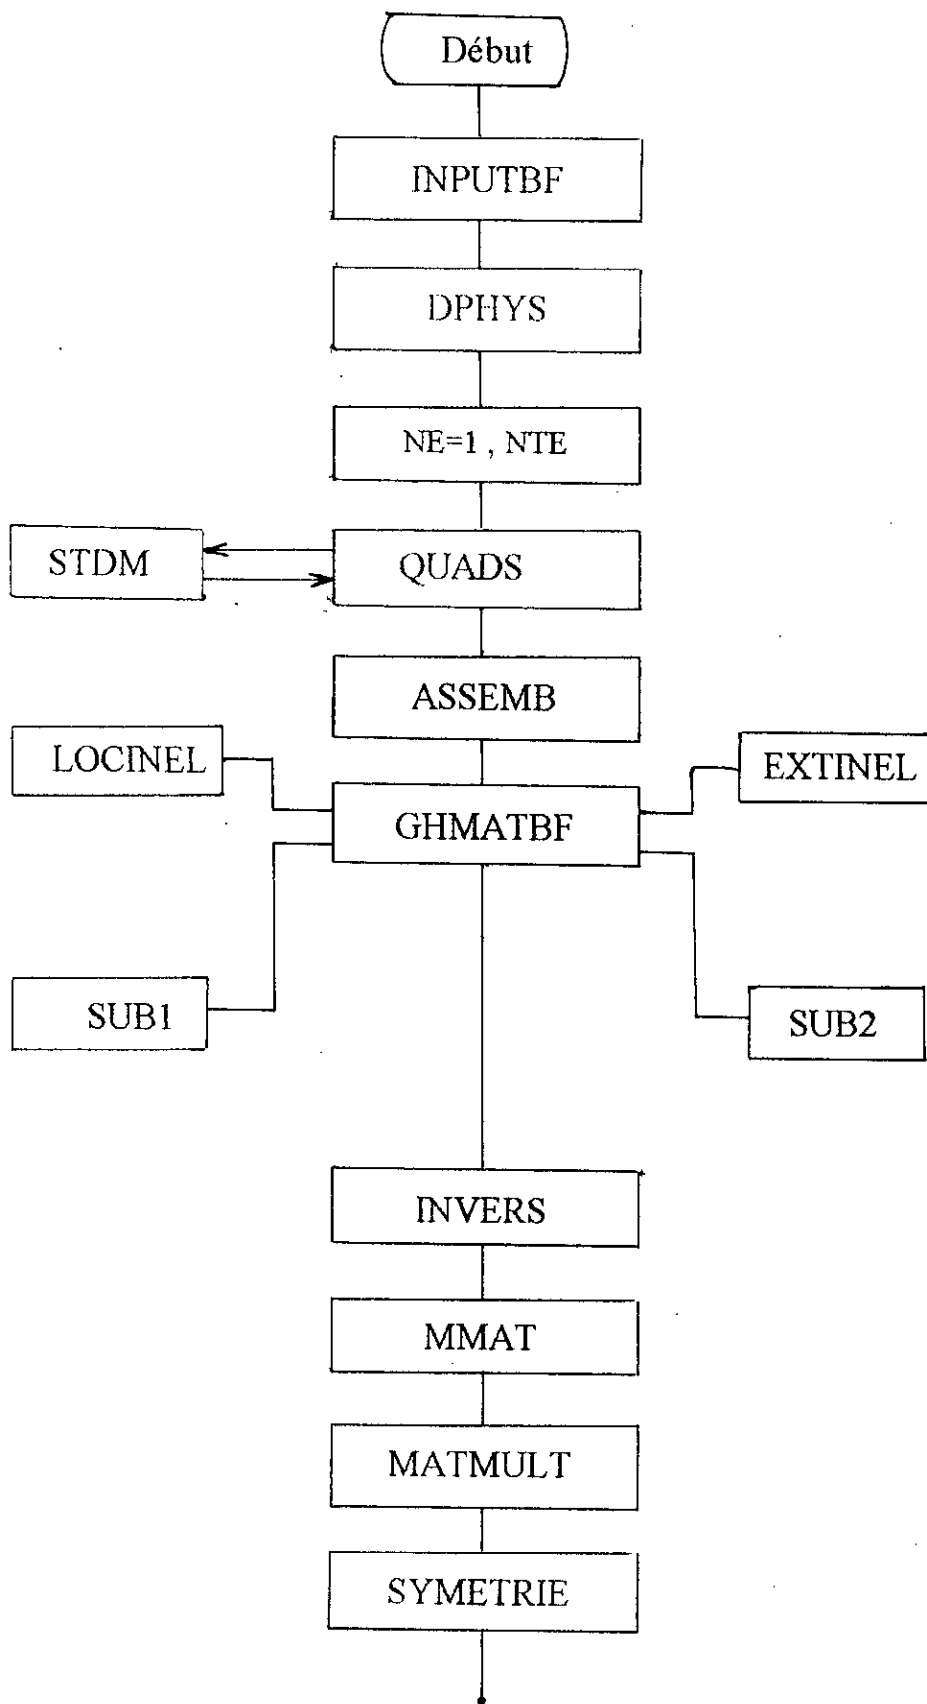 Début
INPUTBF
DPHYS
NE=1 , NTE
STDM
QUADS
ASSEMB
LOCINEL
EXTINEL
GHMATBF
SUB1
SUB2
INVERS
MMAT
MATMULT
SYMETRIE